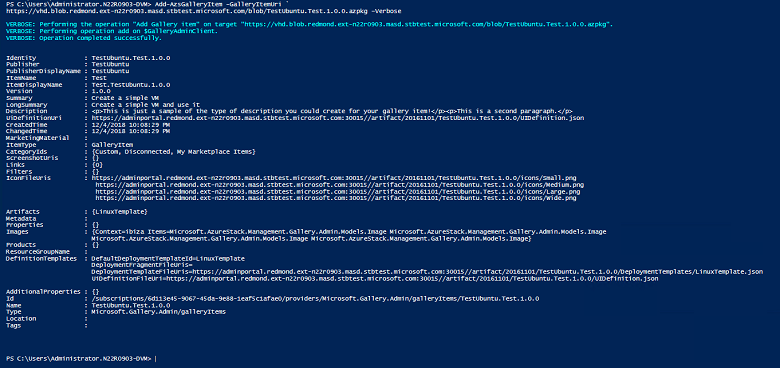 PS C:\Users\Administrator.N22R0903-DVM> Add-AzsGalleryItem -GalleryItemUri `
https://vhd.blob.redmond.ext-n22r0903.masd.stbtest.microsoft.com/blob/TestUbuntu.Test.1.0.0.azpkg -Verbose
VERBOSE: Performing the operation "Add Gallery item" on target "https://vhd.blob.redmond.ext-n22r0903.masd.stbtest.microsoft.com/blob/TestUbuntu.Test.1.0.0.azpkg".
VERBOSE: Performing operation add on $GalleryAdminClient.
VERBOSE: Operation completed successfully.
Identity : TestUbuntu.Test.1.0.0
Publisher : TestUbuntu
PublisherDisplayName : TestUbuntu
ItemName : Test
ItemDisplayName : Test.Test.1.0.0
Version : 1.0.0
Summary : Create a simple VM
LongSummary : Create a simple VM and use it
Description : <p>This is just a sample of the type of description you could create for your gallery item!</p><p>This is a second paragraph.</p>
UiDefinitionUri : https://adminportal.redmond.ext-n22r0903.masd.stbtest.microsoft.com:30015//artifact/20161101/TestUbuntu.Test.1.0.0/UIDefinition.json
CreatedTime : 12/4/2018 10:08:29 PM
ChangedTime : 12/4/2018 10:08:29 PM
MarketingMaterial :
ItemType : GalleryItem
CategoryIds : {Custom, Disconnected, My Marketplace Items}
ScreenshotUris : {}
Links : {0}
Filters : {}
IconFileUris : https://adminportal.redmond.ext-n22r0903.masd.stbtest.microsoft.com:30015//artifact/20161101/TestUbuntu.Test.1.0.0/icons/Small.png
https://adminportal.redmond.ext-n22r0903.masd.stbtest.microsoft.com:30015//artifact/20161101/TestUbuntu.Test.1.0.0/icons/Medium.png
https://adminportal.redmond.ext-n22r0903.masd.stbtest.microsoft.com:30015//artifact/20161101/TestUbuntu.Test.1.0.0/icons/Large.png
https://adminportal.redmond.ext-n22r0903.masd.stbtest.microsoft.com:30015//artifact/20161101/TestUbuntu.Test.1.0.0/icons/Wide.png
Artifacts : {LinuxTemplate}
Metadata :
Properties : {}
Images : {Context=ibiza Items=Microsoft.AzureStack.Management.Gallery.Admin.Models.Image Microsoft.AzureStack.Management.Gallery.Admin.Models.Image
Microsoft.AzureStack.Management.Gallery.Admin.Models.Image Microsoft.AzureStack.Management.Gallery.Admin.Models.Image}
Products : {}
ResourceGroupName :
DefinitionTemplates : DefaultDeploymentTemplateId=LinuxTemplate
DeploymentFragmentFileUris=
DeploymentTemplateFileUris=https://adminportal.redmond.ext-n22r0903.masd.stbtest.microsoft.com:30015//artifact/20161101/TestUbuntu.Test.1.0.0/DeploymentTemplates/LinuxTemplate.json
UiDefinitionFileUri=https://adminportal.redmond.ext-n22r0903.masd.stbtest.microsoft.com:30015//artifact/20161101/TestUbuntu.Test.1.0.0/UIDefinition.json
AdditionalProperties : {}
Id : /subscriptions/6d113e45-9067-45da-9e88-1eaf5c1afae0/providers/Microsoft.Gallery.Admin/galleryItems/TestUbuntu.Test.1.0.0
Name : TestUbuntu.Test.1.0.0
Type : Microsoft.Gallery.Admin/galleryItems
Location :
Tags :
PS C:\Users\Administrator.N22R0903-DVM>